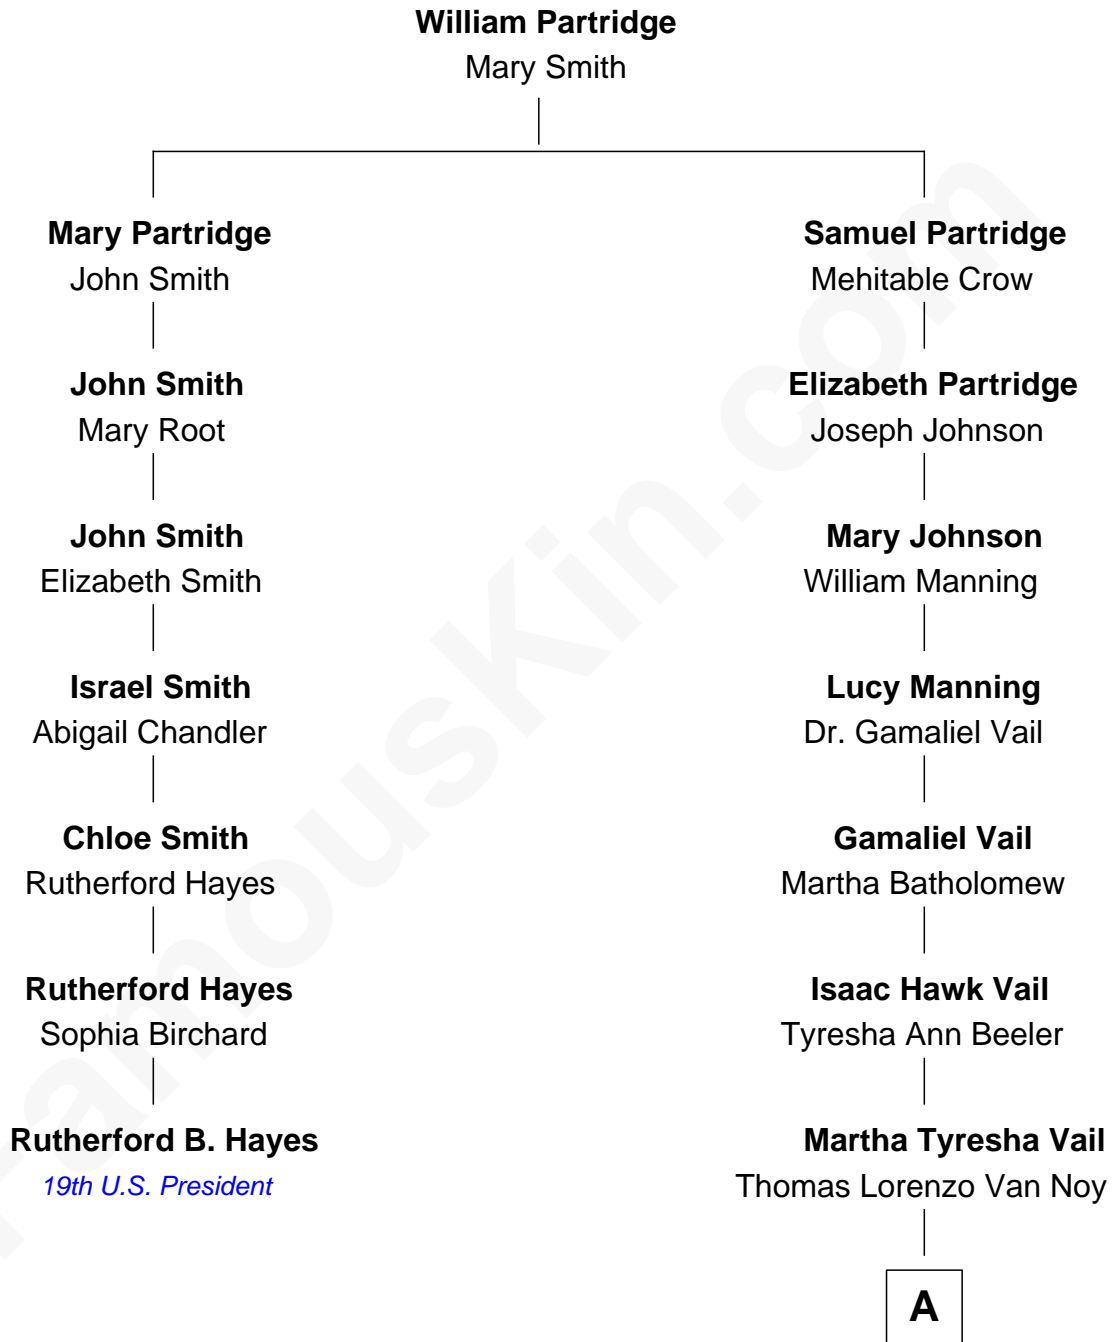 William Partridge
Mary Smith
Mary Partridge
John Smith
Samuel Partridge
Mehitable Crow
John Smith
Mary Root
Elizabeth Partridge
Joseph Johnson
John Smith
Elizabeth Smith
Mary Johnson
William Manning
Israel Smith
Abigail Chandler
Lucy Manning
Dr. Gamaliel Vail
Chloe Smith
Rutherford Hayes
Gamaliel Vail
Martha Batholomew
Rutherford Hayes
Sophia Birchard
Isaac Hawk Vail
Tyresha Ann Beeler
Rutherford B. Hayes
19th U.S. President
Martha Tyresha Vail
Thomas Lorenzo Van Noy
A
FamousKin.com